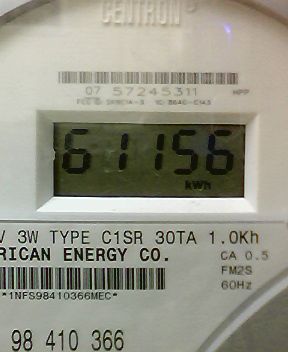 CENTRON
07 57245311 HPP
61156
kWh
V 3W TYPE C1SR 30TA 1.0Kh
RICAN ENERGY CO. CA 0.5
FM2S
*1NFS98410366MEC* 60Hz
98 410 366